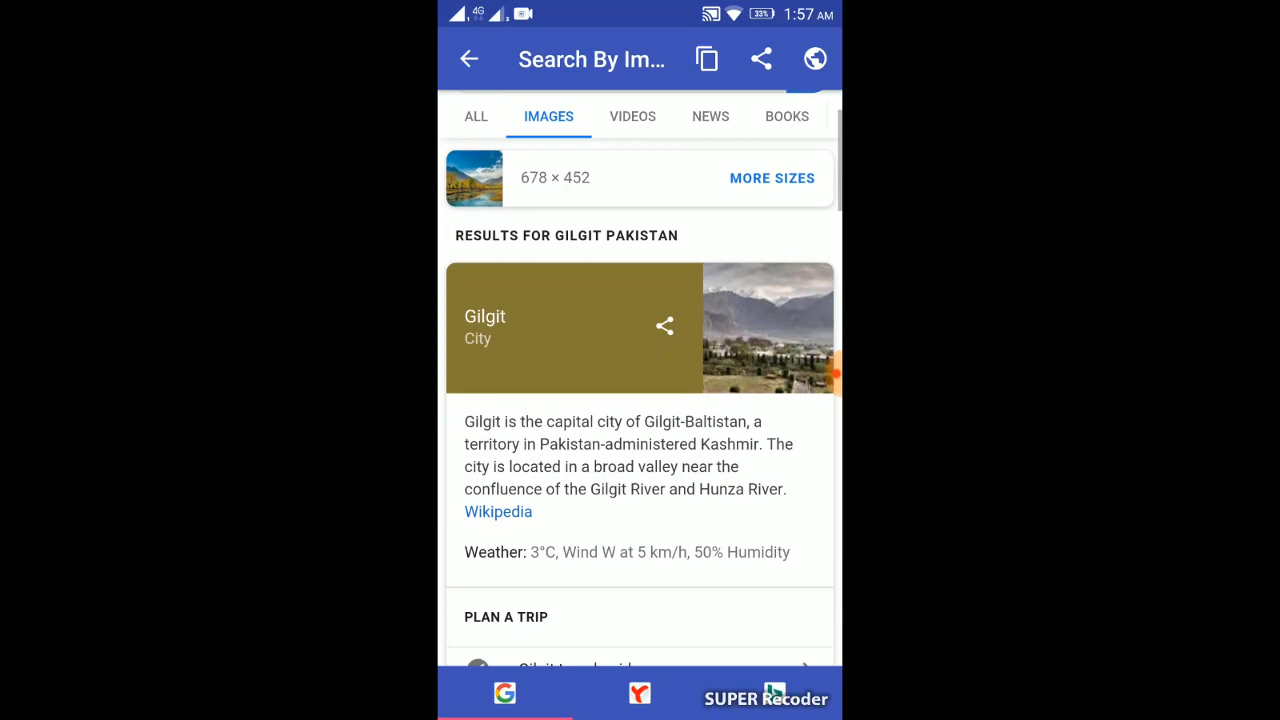 4G 33% 1:57 AM
Search By Im...
ALL IMAGES VIDEOS NEWS BOOKS
678 × 452 MORE SIZES
RESULTS FOR GILGIT PAKISTAN
Gilgit
City
Gilgit is the capital city of Gilgit-Baltistan, a
territory in Pakistan-administered Kashmir. The
city is located in a broad valley near the
confluence of the Gilgit River and Hunza River.
Wikipedia
Weather: 3°C, Wind W at 5 km/h, 50% Humidity
PLAN A TRIP
SUPER Recoder